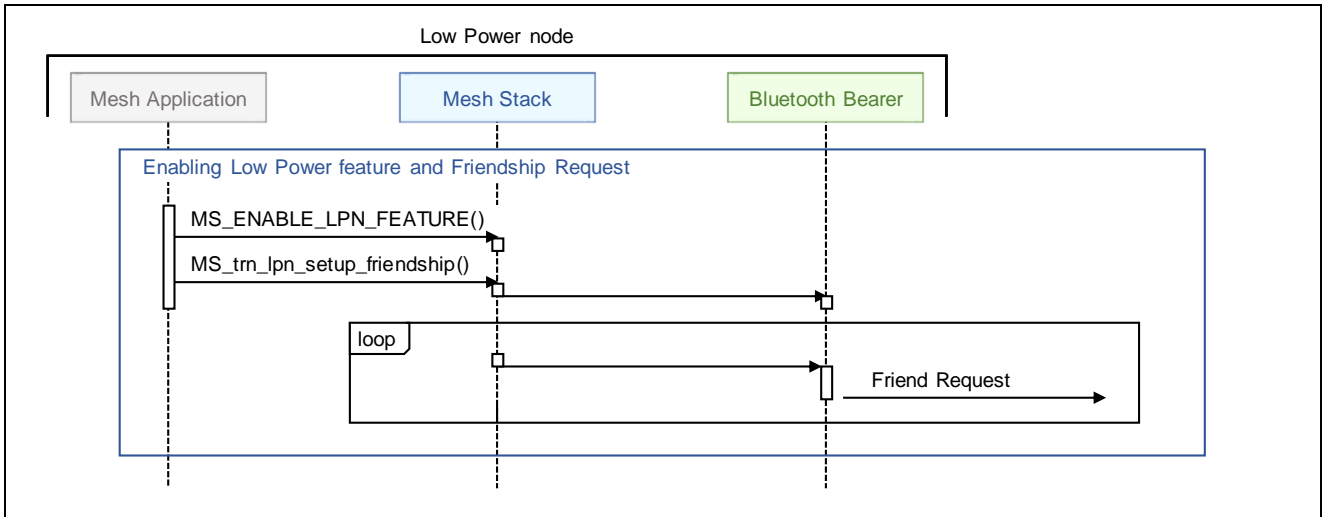 Low Power node
Mesh Application
Mesh Stack
Bluetooth Bearer
Enabling Low Power feature and Friendship Request
MS_ENABLE_LPN_FEATURE()
MS_trn_lpn_setup_friendship()
loop
Friend Request